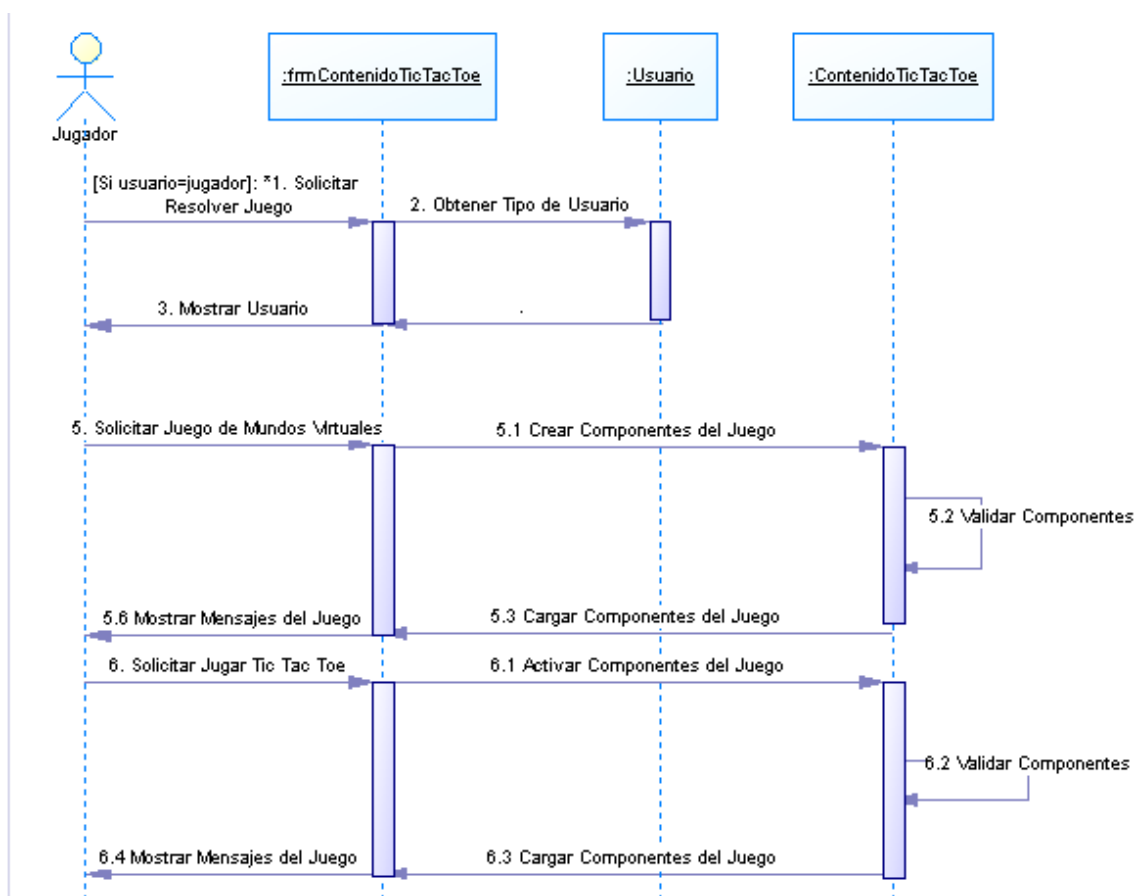 :frmContenidoTicTacToe
:Usuario
:ContenidoTicTacToe
Jugador
[Si usuario=jugador]: *1. Solicitar
Resolver Juego
2. Obtener Tipo de Usuario
3. Mostrar Usuario
.
5. Solicitar Juego de Mundos Virtuales
5.1 Crear Componentes del Juego
5.2 Validar Componentes
5.6 Mostrar Mensajes del Juego
5.3 Cargar Componentes del Juego
6. Solicitar Jugar Tic Tac Toe
6.1 Activar Componentes del Juego
6.2 Validar Componentes
6.4 Mostrar Mensajes del Juego
6.3 Cargar Componentes del Juego